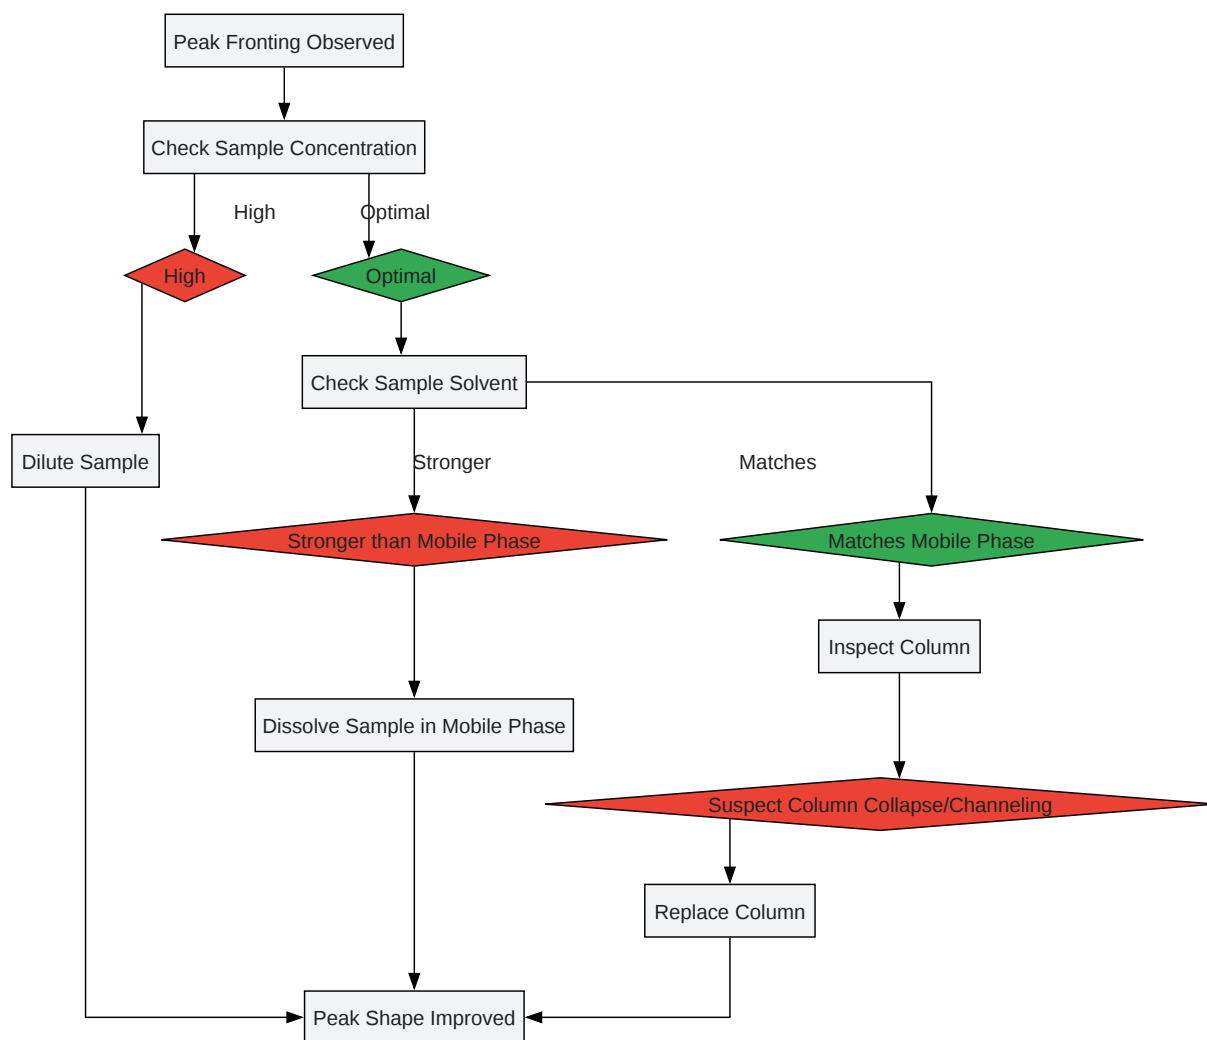 Peak Fronting Observed
Check Sample Concentration
High
Optimal
High
Optimal
Check Sample Solvent
Dilute Sample
Stronger
Matches
Stronger than Mobile Phase
Matches Mobile Phase
Inspect Column
Dissolve Sample in Mobile Phase
Suspect Column Collapse/Channeling
Replace Column
Peak Shape Improved